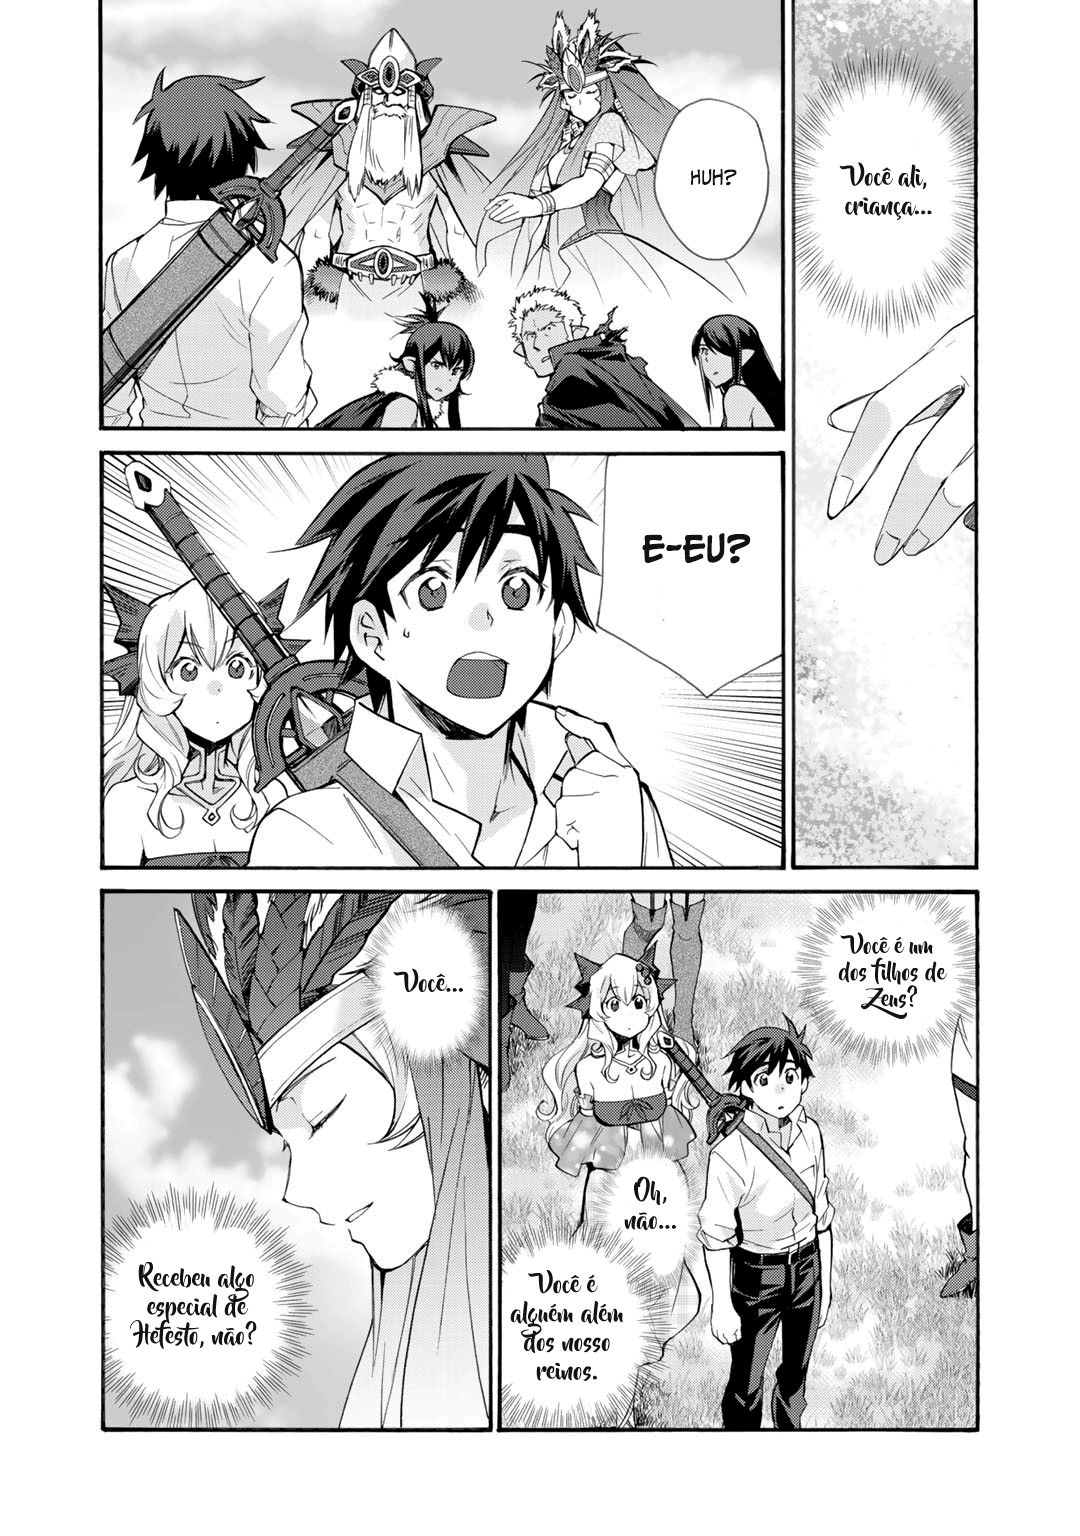 Você ali,
criança...
HUH?
E-EU?
Você é um
dos filhos de
Zeus?
Oh,
não...
Você é
alguém além
dos nosso
reinos.
Você...
Recebeu algo
especial de
Hefesto, não?